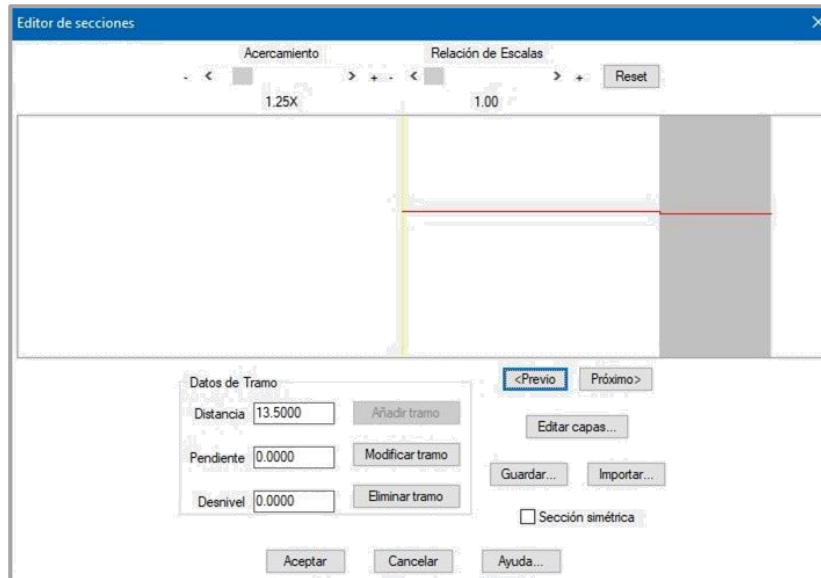 Editor de secciones ×
Acercamiento Relación de Escalas
- < > + - < > + Reset
1.25X 1.00
<Previo Próximo>
Datos de Tramo
Distancia 13.5000 Añadir tramo
Editar capas...
Pendiente 0.0000 Modificar tramo
Guardar... Importar...
Desnivel 0.0000 Eliminar tramo
Sección simétrica
Aceptar Cancelar Ayuda...